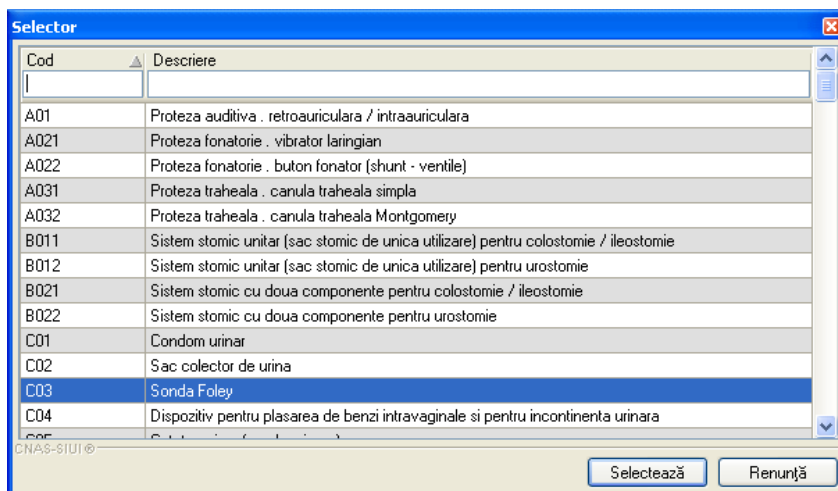 Selector
Cod Descriere
A01 Proteza auditiva . retroauriculara / intraauriculara
A021 Proteza fonatorie . vibrator laringian
A022 Proteza fonatorie . buton fonator (shunt - ventile)
A031 Proteza traheala . canula traheala simpla
A032 Proteza traheala . canula traheala Montgomery
B011 Sistem stomic unitar (sac stomic de unica utilizare) pentru colostomie / ileostomie
B012 Sistem stomic unitar (sac stomic de unica utilizare) pentru urostomie
B021 Sistem stomic cu doua componente pentru colostomie / ileostomie
B022 Sistem stomic cu doua componente pentru urostomie
C01 Condom urinar
C02 Sac colector de urina
C03 Sonda Foley
C04 Dispozitiv pentru plasarea de benzi intravaginale si pentru incontinenta urinara
CNAS-SIUI ®
Selectează Renunţă